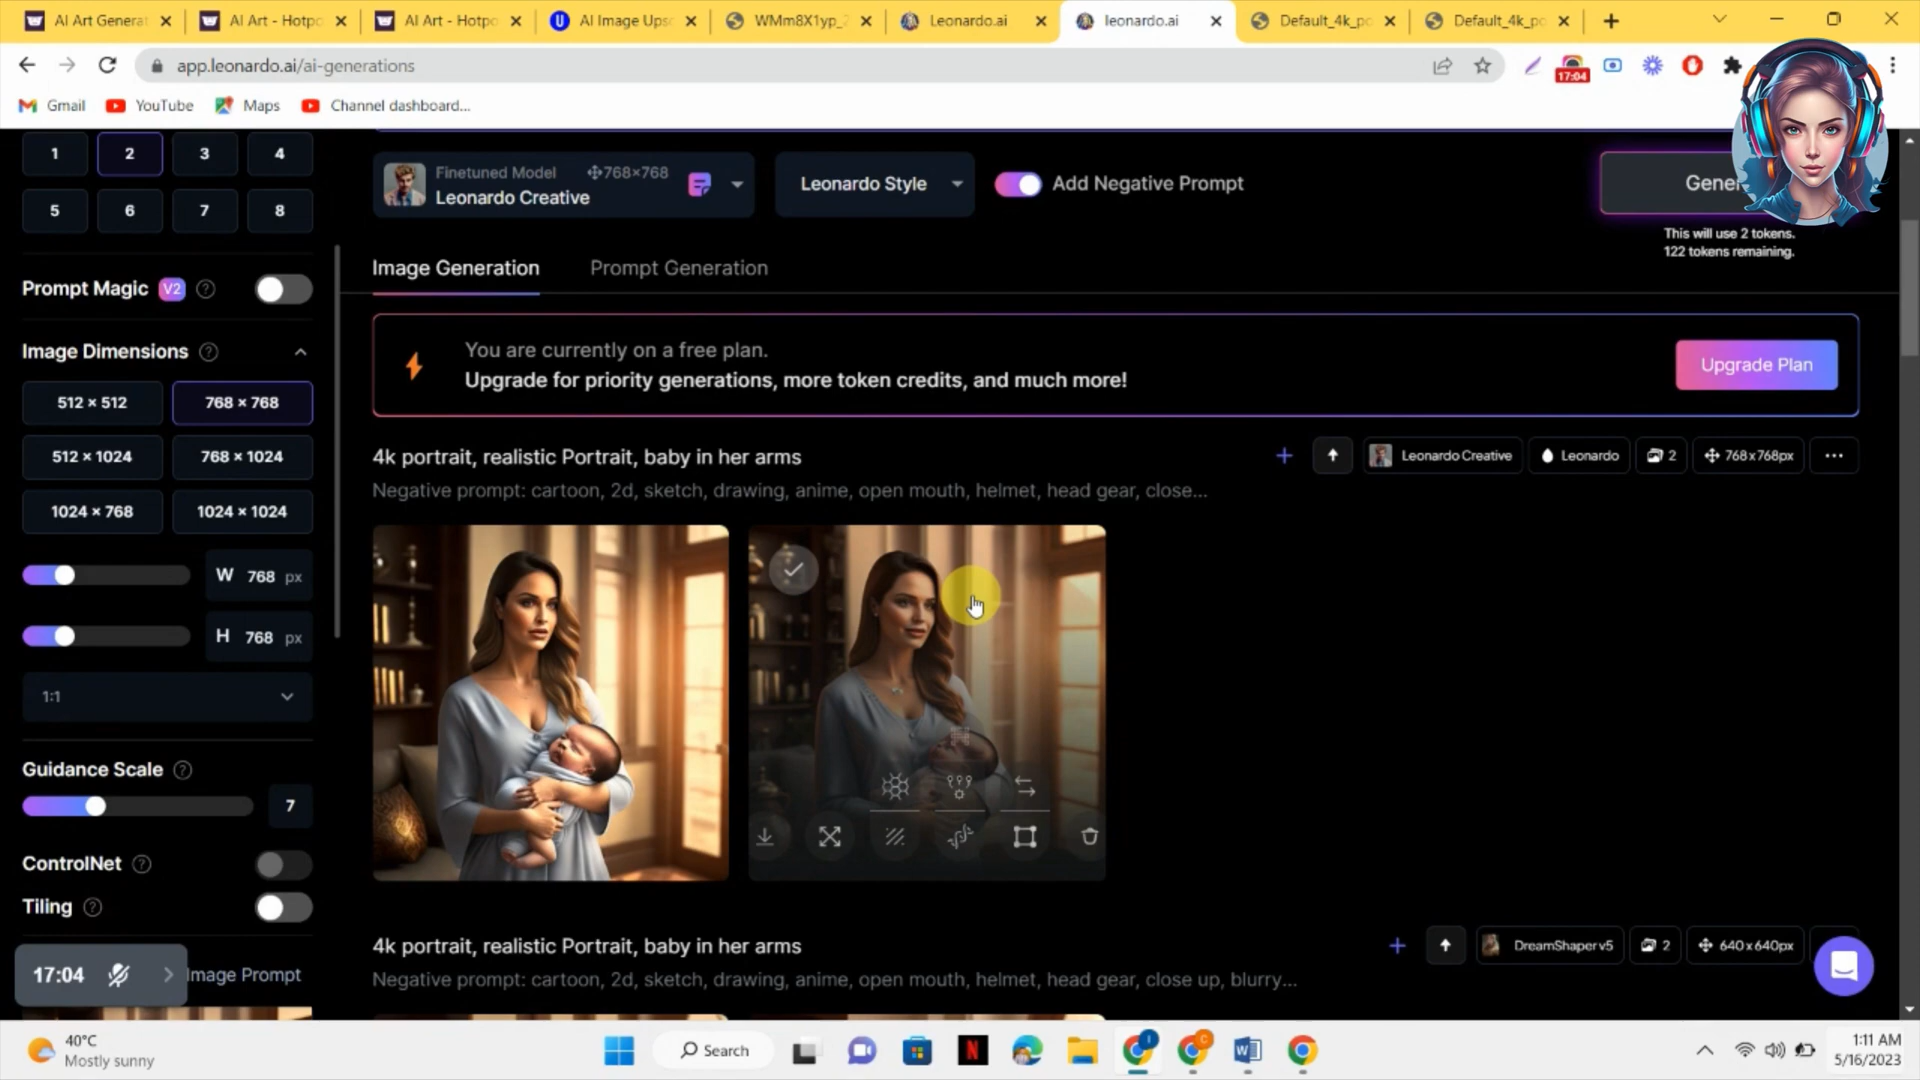 AI Art Generat
AI Art - Hotpo
AI Art - Hotpo
AI Image Ups
WMm8X1yp_2
Leonardo.ai
leonardo.ai
Default_4k_po
Default_4k_po
app.leonardo.ai/ai-generations
17:04
Gmail
YouTube
Maps
Channel dashboard...
1
2
3
4
5
6
7
8
Prompt Magic V2
Image Dimensions
512 × 512
768 × 768
512 × 1024
768 × 1024
1024 × 768
1024 × 1024
W 768 px
H 768 px
1:1
Guidance Scale
7
ControlNet
Tiling
17:04
Image Prompt
Finetuned Model
768×768
Leonardo Creative
Leonardo Style
Add Negative Prompt
Gener
This will use 2 tokens.
122 tokens remaining.
Image Generation
Prompt Generation
You are currently on a free plan.
Upgrade for priority generations, more token credits, and much more!
Upgrade Plan
4k portrait, realistic Portrait, baby in her arms
Leonardo Creative
Leonardo
2
768x768px
Negative prompt: cartoon, 2d, sketch, drawing, anime, open mouth, helmet, head gear, close...
4k portrait, realistic Portrait, baby in her arms
DreamShaper v5
2
640x640px
Negative prompt: cartoon, 2d, sketch, drawing, anime, open mouth, helmet, head gear, close up, blurry...
40°C
Mostly sunny
Search
1:11 AM
5/16/2023